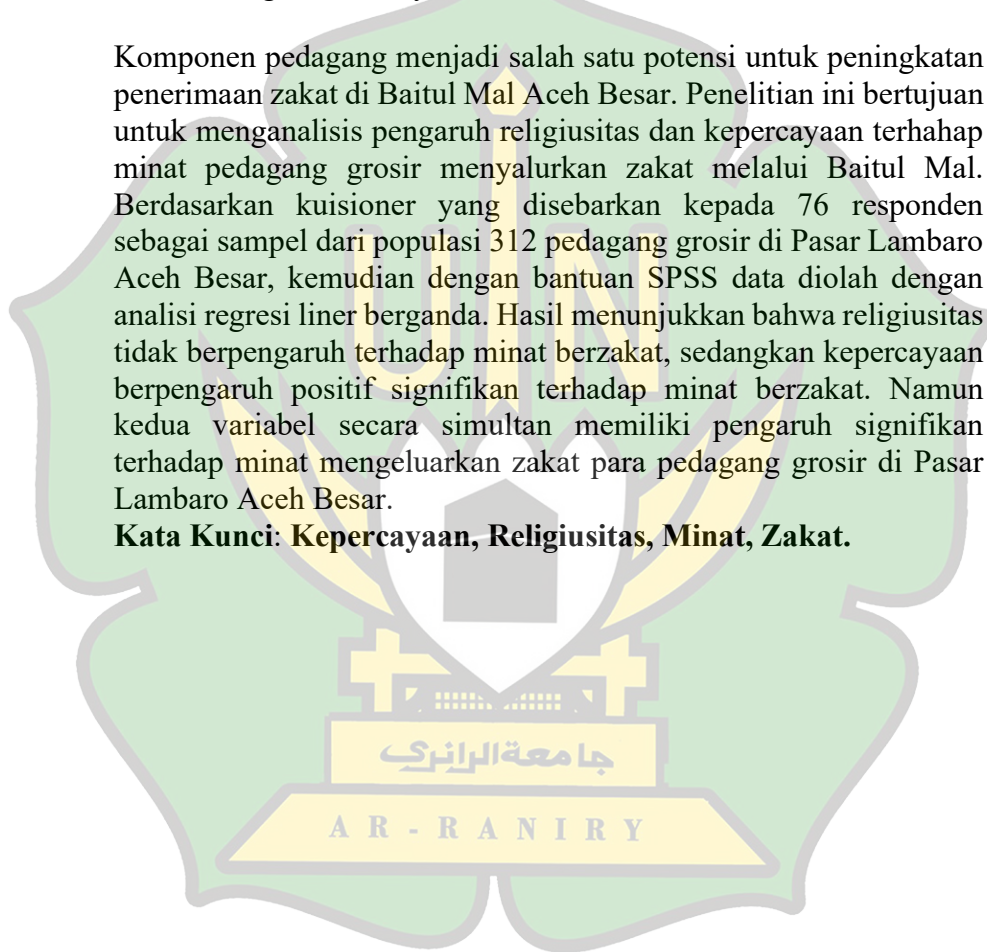 Komponen pedagang menjadi salah satu potensi untuk peningkatan
penerimaan zakat di Baitul Mal Aceh Besar. Penelitian ini bertujuan
untuk menganalisis pengaruh religiusitas dan kepercayaan terhahap
minat pedagang grosir menyalurkan zakat melalui Baitul Mal.
Berdasarkan kuisioner yang disebarkan kepada 76 responden
sebagai sampel dari populasi 312 pedagang grosir di Pasar Lambaro
Aceh Besar, kemudian dengan bantuan SPSS data diolah dengan
analisi regresi liner berganda. Hasil menunjukkan bahwa religiusitas
tidak berpengaruh terhadap minat berzakat, sedangkan kepercayaan
berpengaruh positif signifikan terhadap minat berzakat. Namun
kedua variabel secara simultan memiliki pengaruh signifikan
terhadap minat mengeluarkan zakat para pedagang grosir di Pasar
Lambaro Aceh Besar.
Kata Kunci: Kepercayaan, Religiusitas, Minat, Zakat.
UIN
جامعة الرانري
AR-RANIRY